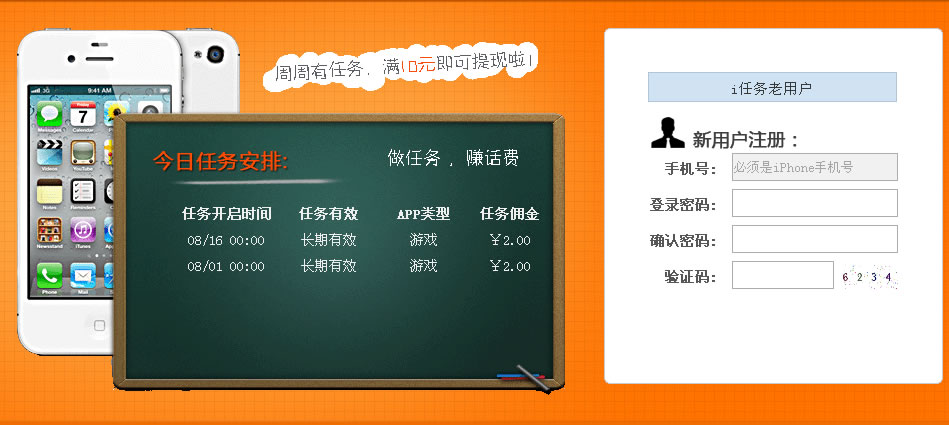 周周有任务，满10元即可提现啦！
3G 9:41 AM
Messages Calendar
Videos YouTube
Notes
Newsstand iTunes
Phone Mail
今日任务安排:
做任务，赚话费
任务开启时间 任务有效 APP类型 任务佣金
08/16 00:00 长期有效 游戏 ￥2.00
08/01 00:00 长期有效 游戏 ￥2.00
i任务老用户
新用户注册：
手机号： 必须是iPhone手机号
登录密码：
确认密码：
验证码： 6 2 3 4